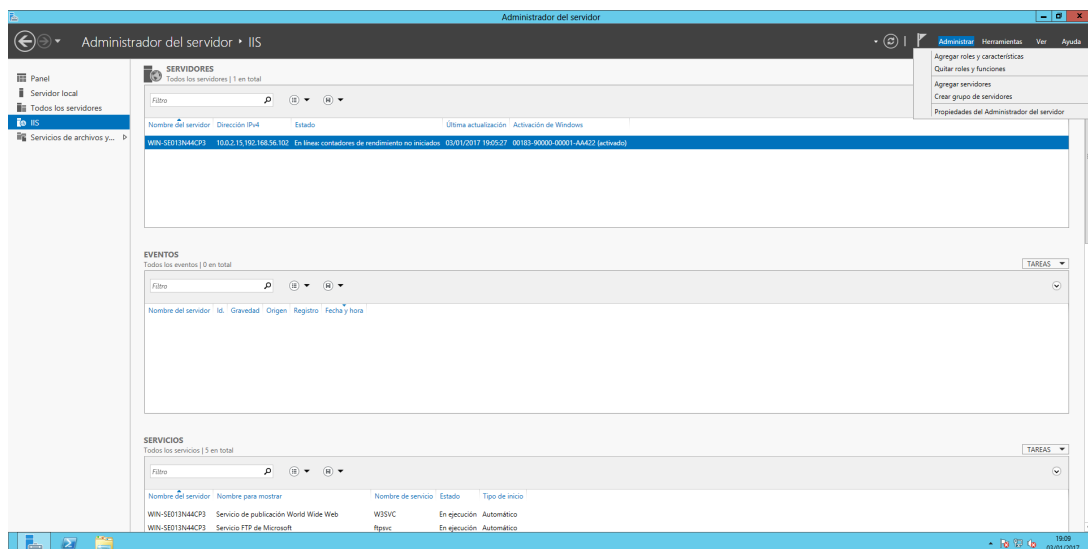 Administrador del servidor
Administrador del servidor ‣ IIS
Administrar Herramientas Ver Ayuda
Agregar roles y características
Quitar roles y funciones
Agregar servidores
Crear grupo de servidores
Propiedades del Administrador del servidor
Panel
Servidor local
Todos los servidores
IIS
Servicios de archivos y...
SERVIDORES
Todos los servidores | 1 en total
Filtro
Nombre del servidor Dirección IPv4 Estado Última actualización Activación de Windows
WIN-SE013N44CP3 10.0.2.15,192.168.56.102 En línea: contadores de rendimiento no iniciados 03/01/2017 19:05:27 00183-90000-00001-AA422 (activado)
EVENTOS
Todos los eventos | 0 en total
TAREAS
Filtro
Nombre del servidor Id. Gravedad Origen Registro Fecha y hora
SERVICIOS
Todos los servicios | 5 en total
TAREAS
Filtro
Nombre del servidor Nombre para mostrar Nombre de servicio Estado Tipo de inicio
WIN-SE013N44CP3 Servicio de publicación World Wide Web W3SVC En ejecución Automático
WIN-SE013N44CP3 Servicio FTP de Microsoft ftpsvc En ejecución Automático
19:09
03/01/2017